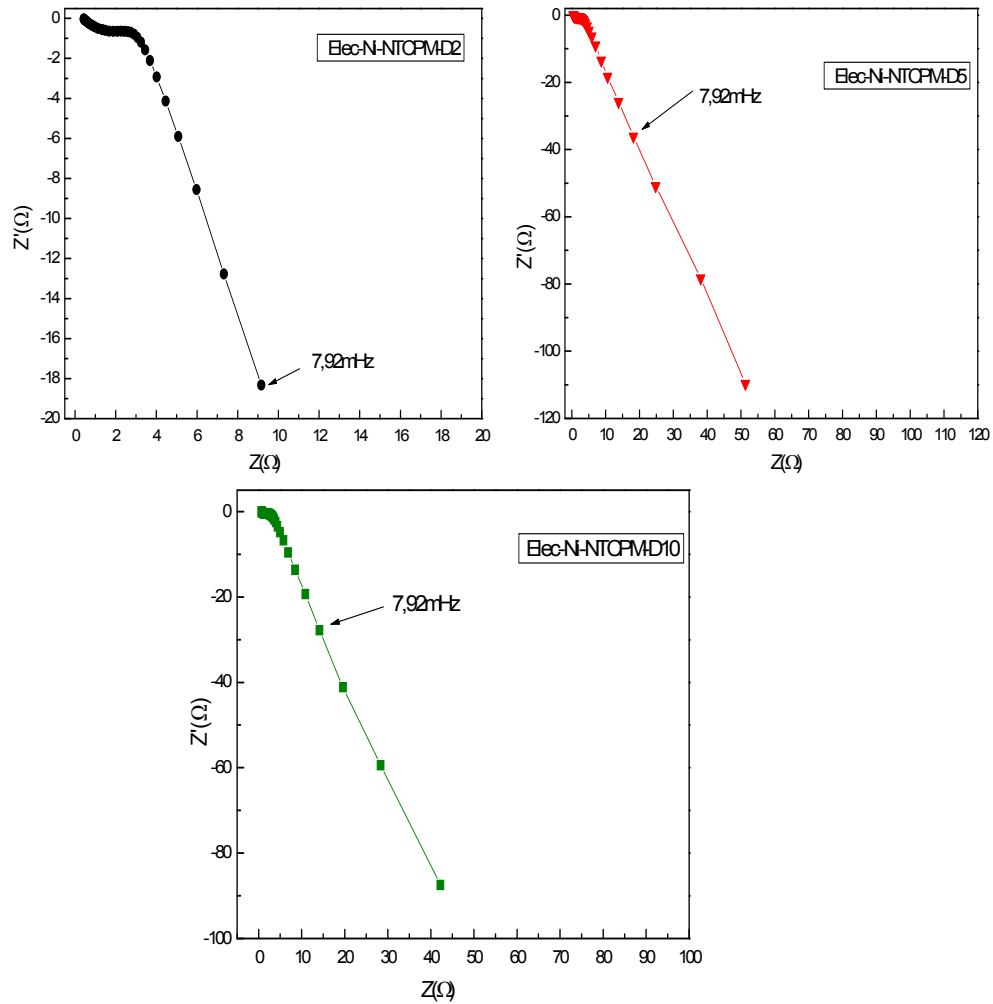 0
-2
-4
-6
-8
-10
-12
-14
-16
-18
-20
Z'(Ω)
Elec-Ni-NTCPM-D2
7,92mHz
0 2 4 6 8 10 12 14 16 18 20
Z(Ω)
0
-20
-40
-60
-80
-100
-120
Z'(Ω)
Elec-Ni-NTCPM-D5
7,92mHz
0 10 20 30 40 50 60 70 80 90 100 110 120
Z(Ω)
0
-20
-40
-60
-80
-100
Z'(Ω)
Elec-Ni-NTCPM-D10
7,92mHz
0 10 20 30 40 50 60 70 80 90 100
Z(Ω)